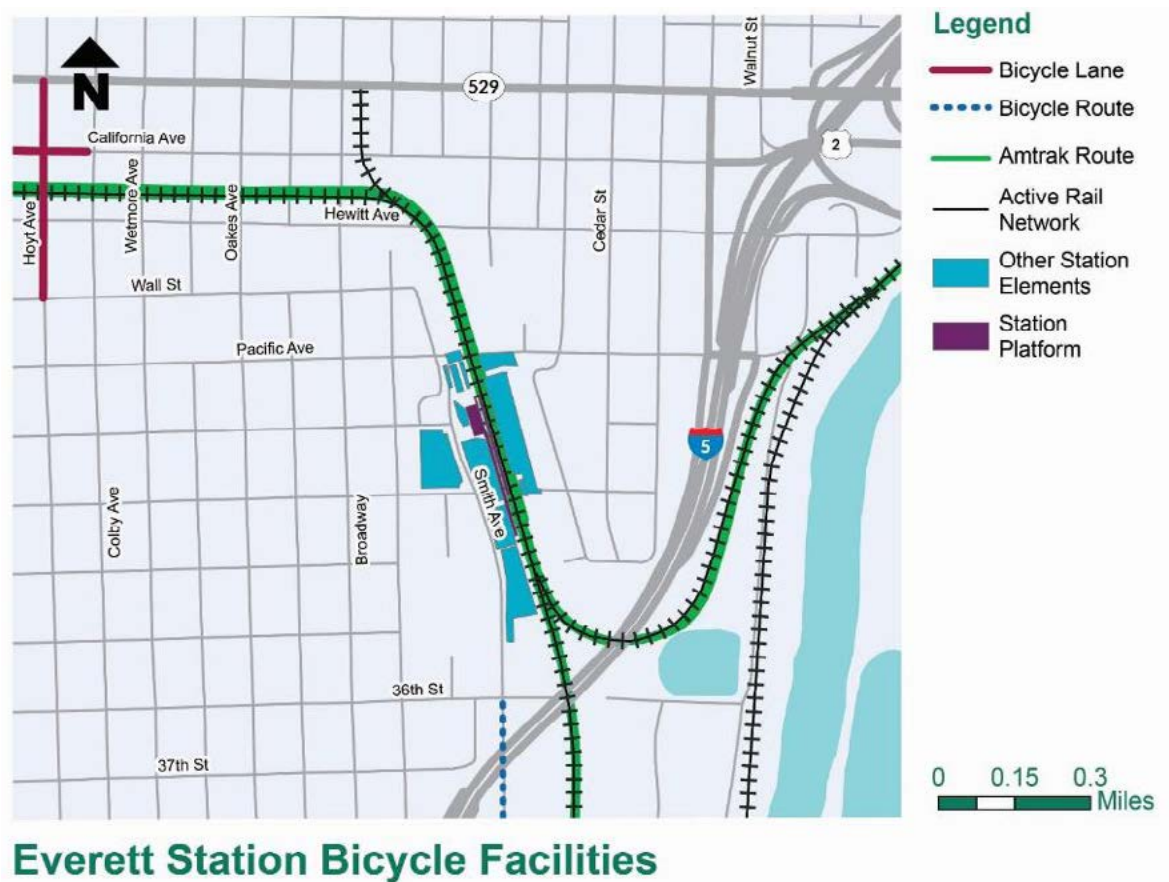 N
529
Walnut St
2
California Ave
Hoyt Ave
Wetmore Ave
Oakes Ave
Hewitt Ave
Cedar St
Wall St
Pacific Ave
5
Smith Ave
Colby Ave
Broadway
36th St
37th St
Legend
Bicycle Lane
Bicycle Route
Amtrak Route
Active Rail
Network
Other Station
Elements
Station
Platform
0 0.15 0.3
Miles
Everett Station Bicycle Facilities